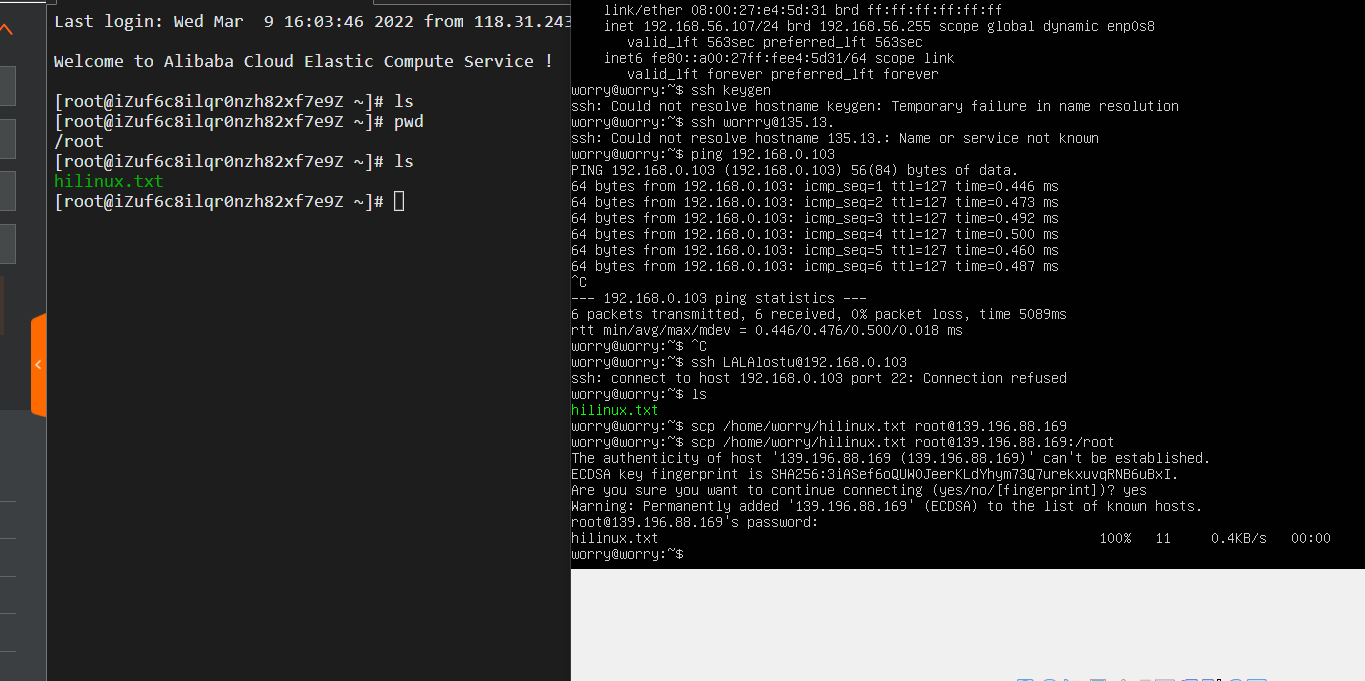 Last login: Wed Mar  9 16:03:46 2022 from 118.31.243
Welcome to Alibaba Cloud Elastic Compute Service !
[root@iZuf6c8ilqr0nzh82xf7e9Z ~]# ls
[root@iZuf6c8ilqr0nzh82xf7e9Z ~]# pwd
/root
[root@iZuf6c8ilqr0nzh82xf7e9Z ~]# ls
hilinux.txt
[root@iZuf6c8ilqr0nzh82xf7e9Z ~]#
link/ether 08:00:27:e4:5d:31 brd ff:ff:ff:ff:ff:ff
inet 192.168.56.107/24 brd 192.168.56.255 scope global dynamic enp0s8
valid_lft 563sec preferred_lft 563sec
inet6 fe80::a00:27ff:fee4:5d31/64 scope link
valid_lft forever preferred_lft forever
worry@worry:~$ ssh keygen
ssh: Could not resolve hostname keygen: Temporary failure in name resolution
worry@worry:~$ ssh worrry@135.13.
ssh: Could not resolve hostname 135.13.: Name or service not known
worry@worry:~$ ping 192.168.0.103
PING 192.168.0.103 (192.168.0.103) 56(84) bytes of data.
64 bytes from 192.168.0.103: icmp_seq=1 ttl=127 time=0.446 ms
64 bytes from 192.168.0.103: icmp_seq=2 ttl=127 time=0.473 ms
64 bytes from 192.168.0.103: icmp_seq=3 ttl=127 time=0.492 ms
64 bytes from 192.168.0.103: icmp_seq=4 ttl=127 time=0.500 ms
64 bytes from 192.168.0.103: icmp_seq=5 ttl=127 time=0.460 ms
64 bytes from 192.168.0.103: icmp_seq=6 ttl=127 time=0.487 ms
^C
--- 192.168.0.103 ping statistics ---
6 packets transmitted, 6 received, 0% packet loss, time 5089ms
rtt min/avg/max/mdev = 0.446/0.476/0.500/0.018 ms
worry@worry:~$ ^C
worry@worry:~$ ssh LALAlostu@192.168.0.103
ssh: connect to host 192.168.0.103 port 22: Connection refused
worry@worry:~$ ls
hilinux.txt
worry@worry:~$ scp /home/worry/hilinux.txt root@139.196.88.169
worry@worry:~$ scp /home/worry/hilinux.txt root@139.196.88.169:/root
The authenticity of host '139.196.88.169 (139.196.88.169)' can't be established.
ECDSA key fingerprint is SHA256:3iASef6oQUW0JeerKLdYhym73Q7urekxuvqRNB6uBxI.
Are you sure you want to continue connecting (yes/no/[fingerprint])? yes
Warning: Permanently added '139.196.88.169' (ECDSA) to the list of known hosts.
root@139.196.88.169's password:
hilinux.txt 100% 11 0.4KB/s 00:00
worry@worry:~$